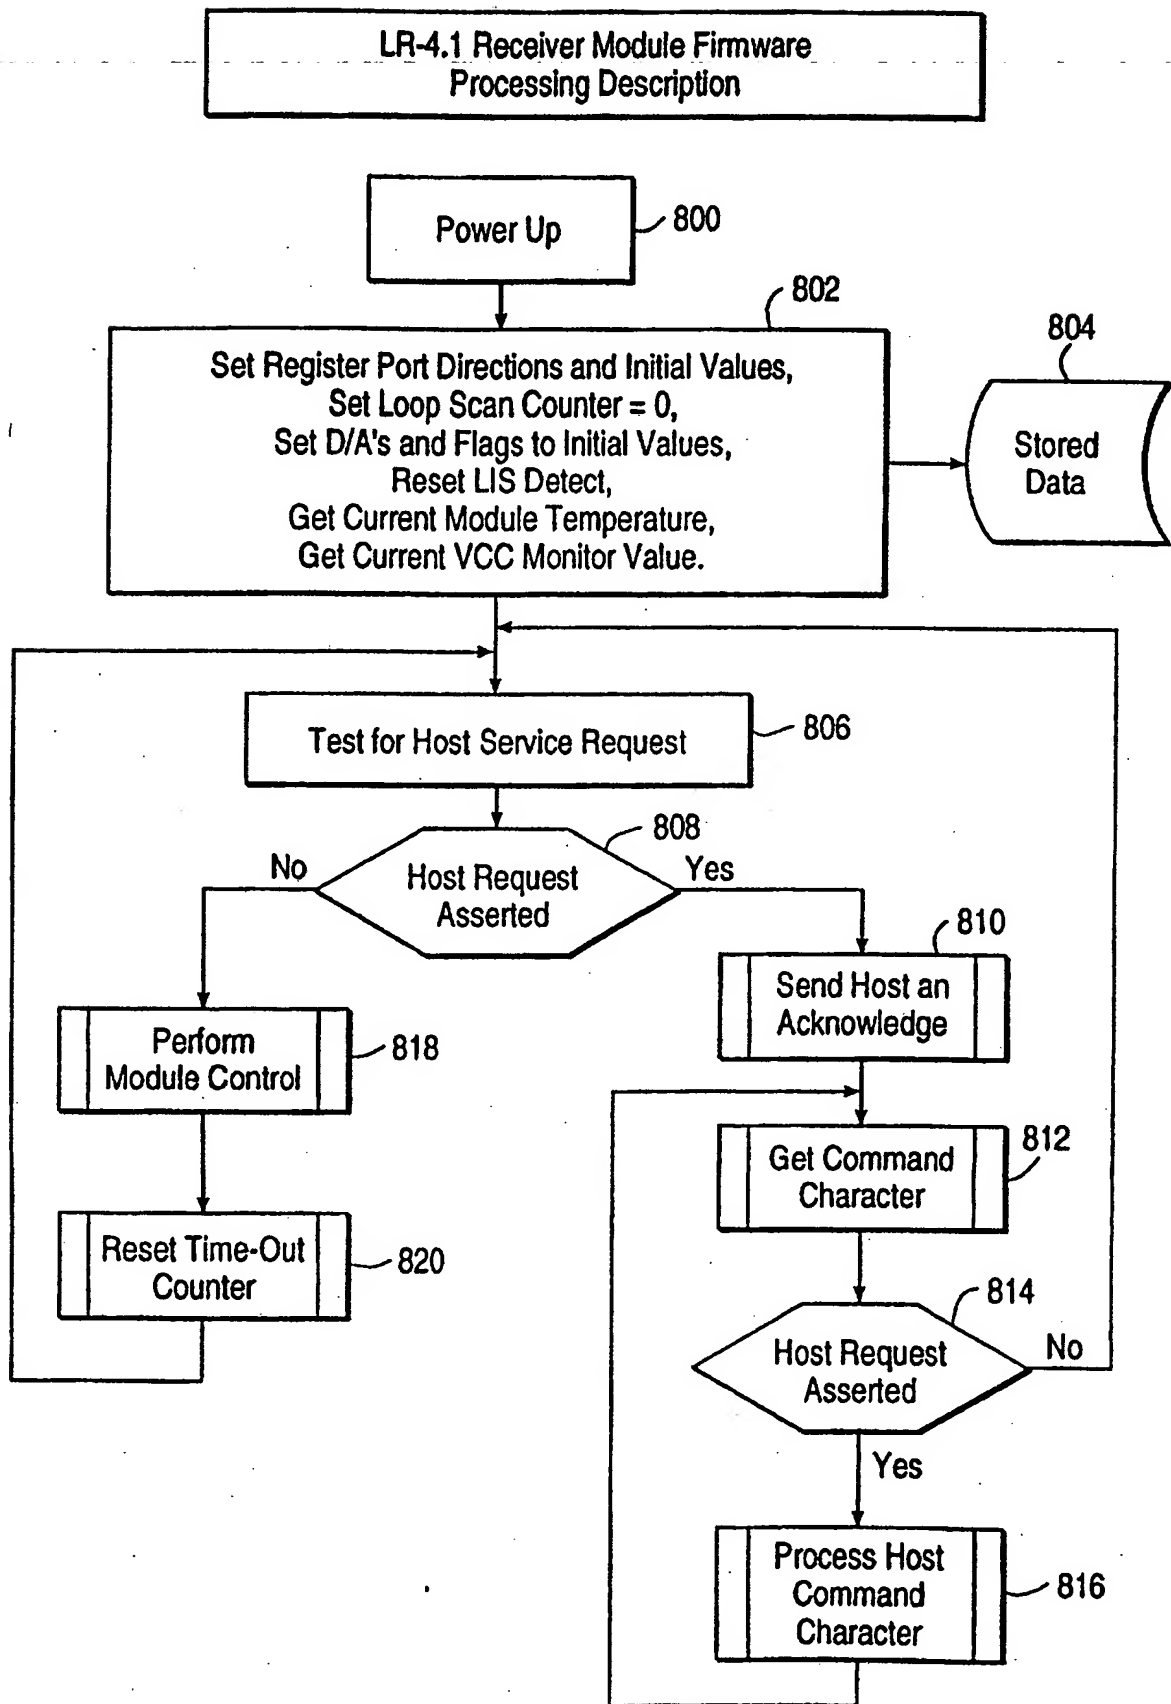 LR-4.1 Receiver Module Firmware
Processing Description
Power Up
800
802
Set Register Port Directions and Initial Values,
Set Loop Scan Counter = 0,
Set D/A's and Flags to Initial Values,
Reset LIS Detect,
Get Current Module Temperature,
Get Current VCC Monitor Value.
804
Stored
Data
Test for Host Service Request
806
808
No
Host Request
Asserted
Yes
810
Send Host an
Acknowledge
Perform
Module Control
818
812
Get Command
Character
Reset Time-Out
Counter
820
814
Host Request
Asserted
No
Yes
Process Host
Command
Character
816